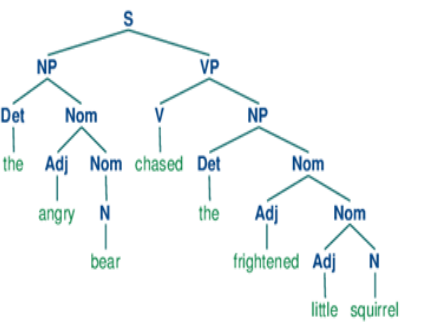 S
NP VP
Det Nom V NP
the Adj Nom chased Det Nom
angry N the Adj Nom
bear frightened Adj N
little squirrel